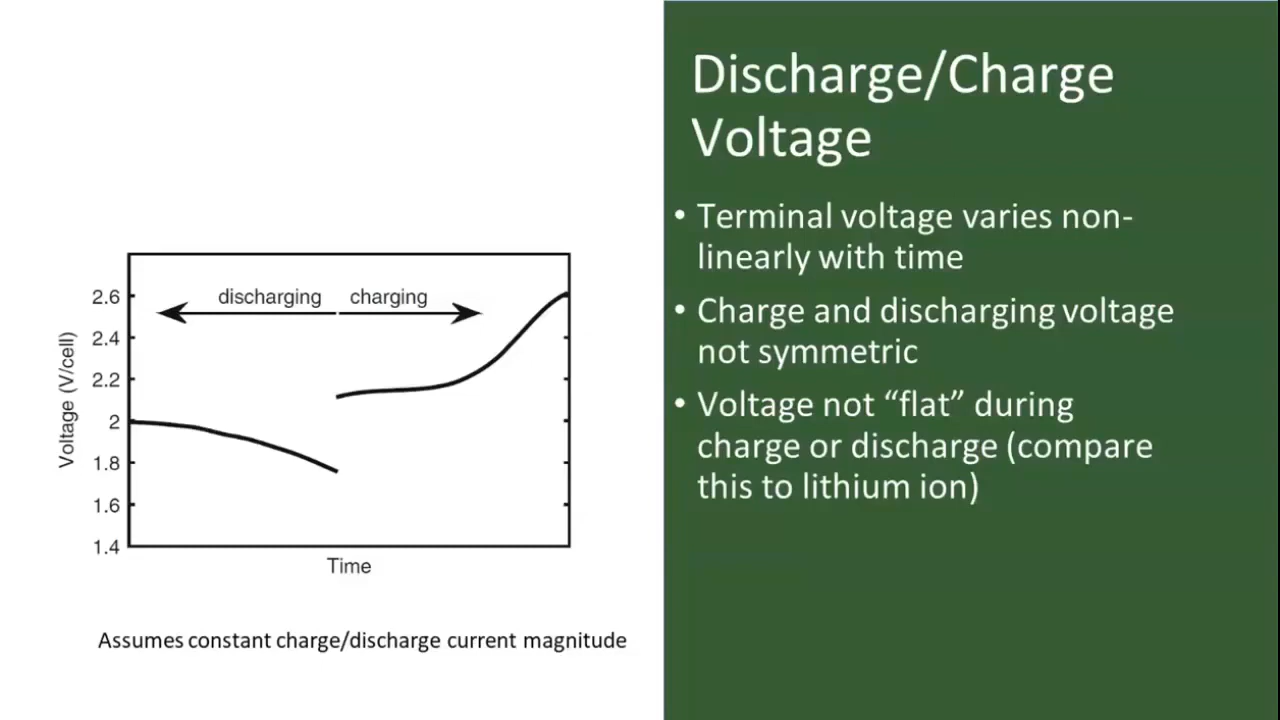 Discharge/Charge
Voltage
• Terminal voltage varies non-
linearly with time
• Charge and discharging voltage
not symmetric
• Voltage not “flat” during
charge or discharge (compare
this to lithium ion)
discharging
charging
Voltage (V/cell)
2.6
2.4
2.2
2
1.8
1.6
1.4
Time
Assumes constant charge/discharge current magnitude